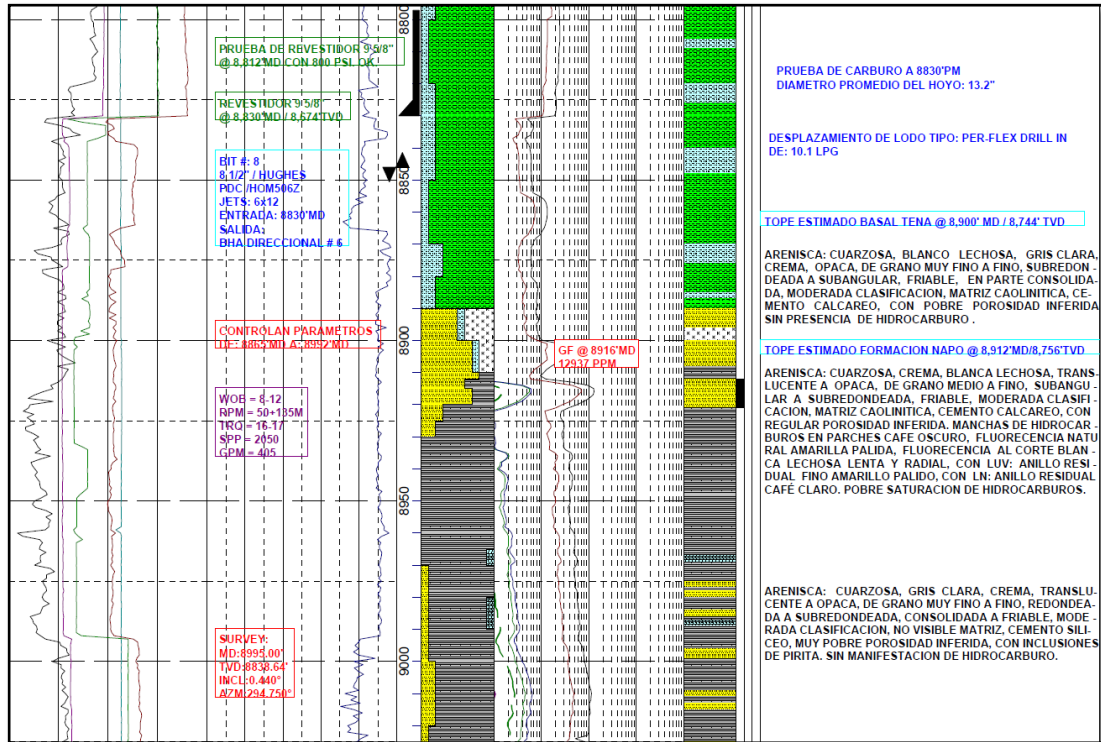 PRUEBA DE REVESTIDOR 9 5/8"
@ 8,812'MD CON 800 PSI, OK
REVESTIDOR 9 5/8"
@ 8,830'MD / 8,674'TVD
BIT #: 8
8 1/2" / HUGHES
PDC /HOM506Z
JETS: 6x12
ENTRADA: 8830'MD
SALIDA:
BHA DIRECCIONAL # 6
CONTROLAN PARAMETROS
DE: 8865'MD A: 8992'MD
WOB = 8-12
RPM = 50+135M
TRQ = 16-17
SPP = 2050
GPM = 405
SURVEY:
MD:8995.00'
TVD:8838.64'
INCL:0.440°
AZM:294.750°
8800
8850
8900
8950
9000
GF @ 8916'MD
12937 PPM
PRUEBA DE CARBURO A 8830'PM
DIAMETRO PROMEDIO DEL HOYO: 13.2"
DESPLAZAMIENTO DE LODO TIPO: PER-FLEX DRILL IN
DE: 10.1 LPG
TOPE ESTIMADO BASAL TENA @ 8,900' MD / 8,744' TVD
ARENISCA: CUARZOSA, BLANCO LECHOSA, GRIS CLARA,
CREMA, OPACA, DE GRANO MUY FINO A FINO, SUBREDON-
DEADA A SUBANGULAR, FRIABLE, EN PARTE CONSOLIDA-
DA, MODERADA CLASIFICACION, MATRIZ CAOLINITICA, CE-
MENTO CALCAREO, CON POBRE POROSIDAD INFERIDA
SIN PRESENCIA DE HIDROCARBURO .
TOPE ESTIMADO FORMACION NAPO @ 8,912'MD/8,756'TVD
ARENISCA: CUARZOSA, CREMA, BLANCA LECHOSA, TRANS-
LUCENTE A OPACA, DE GRANO MEDIO A FINO, SUBANGU-
LAR A SUBREDONDEADA, FRIABLE, MODERADA CLASIFI-
CACION, MATRIZ CAOLINITICA, CEMENTO CALCAREO, CON
REGULAR POROSIDAD INFERIDA. MANCHAS DE HIDROCAR-
BUROS EN PARCHES CAFE OSCURO, FLUORECENCIA NATU
RAL AMARILLA PALIDA, FLUORECENCIA AL CORTE BLAN-
CA LECHOSA LENTA Y RADIAL, CON LUV: ANILLO RESI-
DUAL FINO AMARILLO PALIDO, CON LN: ANILLO RESIDUAL
CAFÉ CLARO. POBRE SATURACION DE HIDROCARBUROS.
ARENISCA: CUARZOSA, GRIS CLARA, CREMA, TRANSLU-
CENTE A OPACA, DE GRANO MUY FINO A FINO, REDONDEA-
DA A SUBREDONDEADA, CONSOLIDADA A FRIABLE, MODE-
RADA CLASIFICACION, NO VISIBLE MATRIZ, CEMENTO SILI-
CEO, MUY POBRE POROSIDAD INFERIDA, CON INCLUSIONES
DE PIRITA. SIN MANIFESTACION DE HIDROCARBURO.